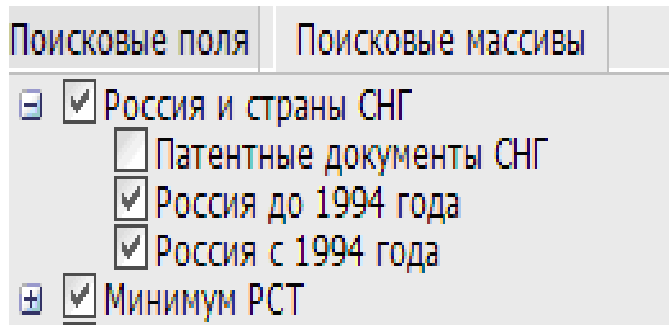 Поисковые поля Поисковые массивы
Россия и страны СНГ
Патентные документы СНГ
Россия до 1994 года
Россия с 1994 года
Минимум PCT